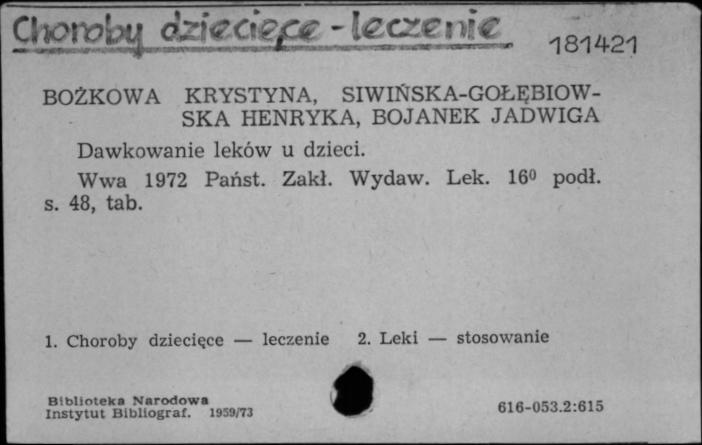 Choroby dziecięce - leczenie
181421
BOŻKOWA KRYSTYNA, SIWIŃSKA-GOŁĘBIOW-
SKA HENRYKA, BOJANEK JADWIGA
Dawkowanie leków u dzieci.
Wwa 1972 Państ. Zakł. Wydaw. Lek. 16⁰ podł.
s. 48, tab.
1. Choroby dziecięce — leczenie 2. Leki — stosowanie
Biblioteka Narodowa
Instytut Bibliograf. 1959/73
616-053.2:615